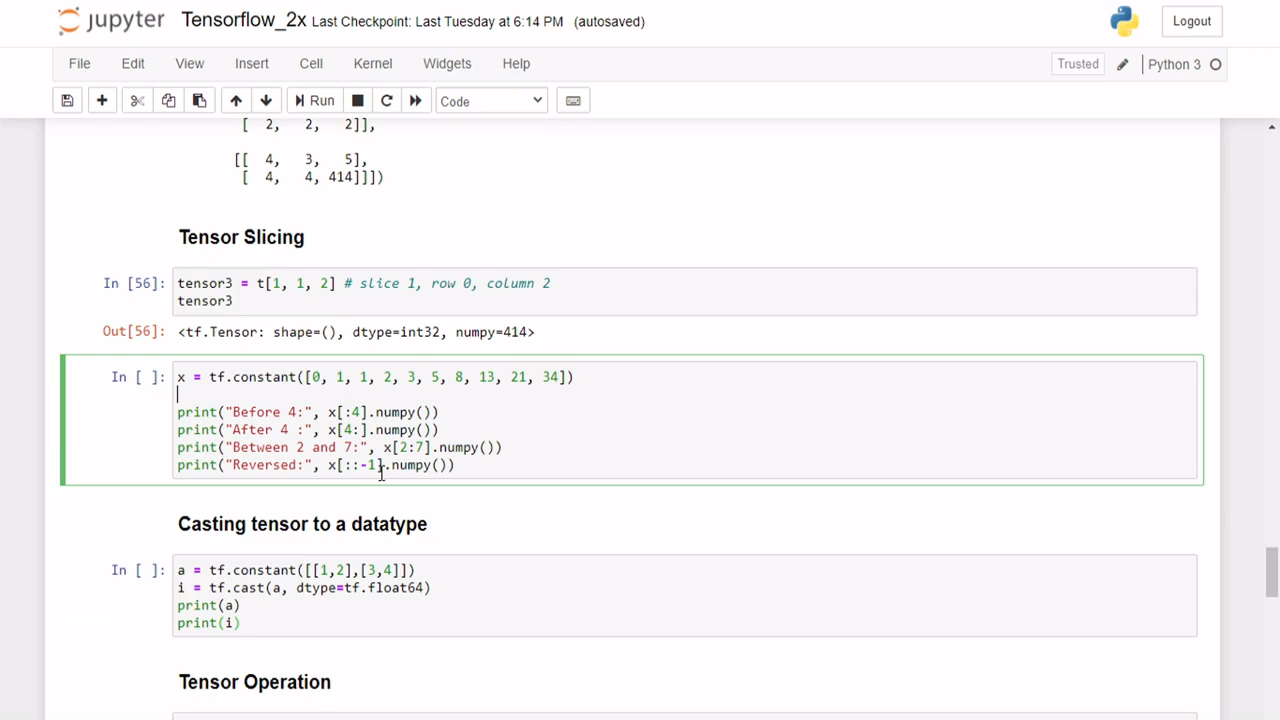 jupyter Tensorflow_2x Last Checkpoint: Last Tuesday at 6:14 PM (autosaved) Logout
File Edit View Insert Cell Kernel Widgets Help Trusted Python 3
Run Code
[ 2, 2, 2]],
[[ 4, 3, 5],
[ 4, 4, 414]]])
Tensor Slicing
In [56]: tensor3 = t[1, 1, 2] # slice 1, row 0, column 2
tensor3
Out[56]: <tf.Tensor: shape=(), dtype=int32, numpy=414>
In [ ]: x = tf.constant([0, 1, 1, 2, 3, 5, 8, 13, 21, 34])
print("Before 4:", x[:4].numpy())
print("After 4 :", x[4:].numpy())
print("Between 2 and 7:", x[2:7].numpy())
print("Reversed:", x[::-1].numpy())
Casting tensor to a datatype
In [ ]: a = tf.constant([[1,2],[3,4]])
i = tf.cast(a, dtype=tf.float64)
print(a)
print(i)
Tensor Operation